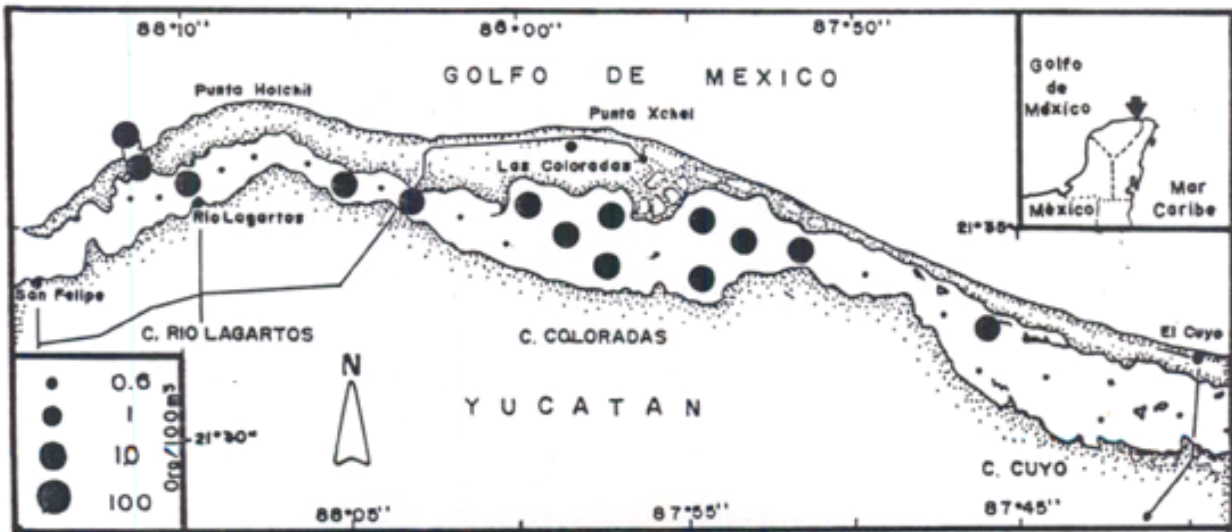 88°10'' 88°00'' 87°50''
GOLFO DE MEXICO
Punta Holchit
Punta Xchel
Las Coloradas
Rio Lagartos
San Felipe
C. RIO LAGARTOS
C. COLORADAS
El Cuyo
C. CUYO
YUCATAN
N
21°35'
21°30''
88°05'' 87°55'' 87°45''
0.6
1
10
100
Org/100m³
Golfo
de
México
México
Mar
Caribe